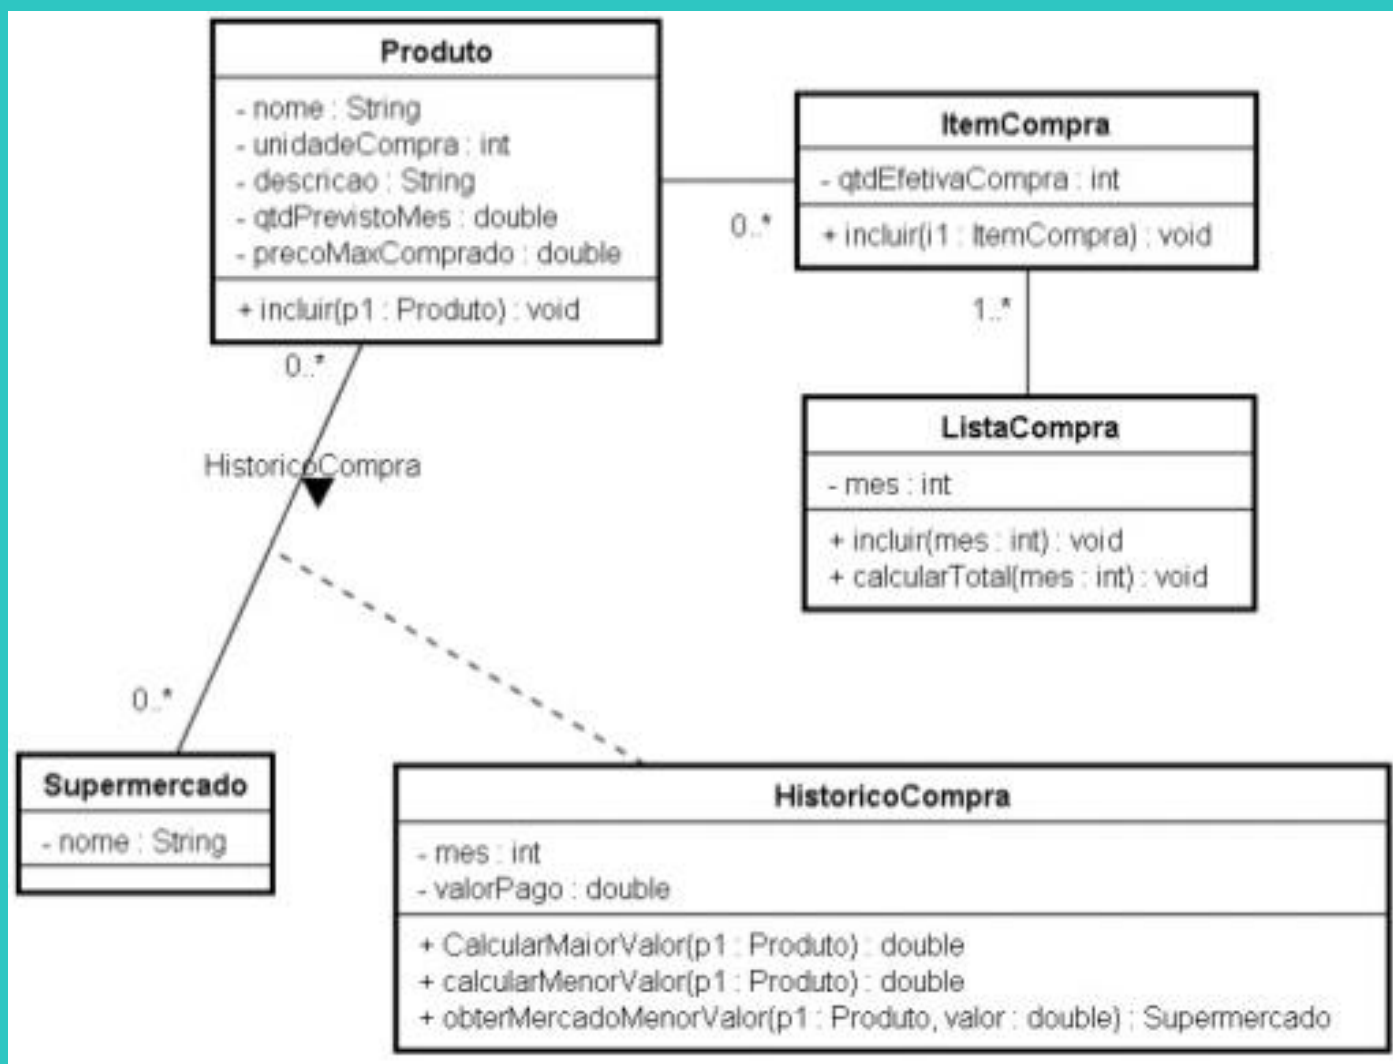 Produto
- nome : String
- unidadeCompra : int
- descricao : String
- qtdPrevistoMes : double
- precoMaxComprado : double
+ incluir(p1 : Produto) : void
0..*
ItemCompra
- qtdEfetivaCompra : int
+ incluir(i1 : ItemCompra) : void
1..*
ListaCompra
- mes : int
+ incluir(mes : int) : void
+ calcularTotal(mes : int) : void
0..*
HistoricoCompra
0..*
Supermercado
- nome : String
HistoricoCompra
- mes : int
- valorPago : double
+ CalcularMaiorValor(p1 : Produto) : double
+ calcularMenorValor(p1 : Produto) : double
+ obterMercadoMenorValor(p1 : Produto, valor : double) : Supermercado